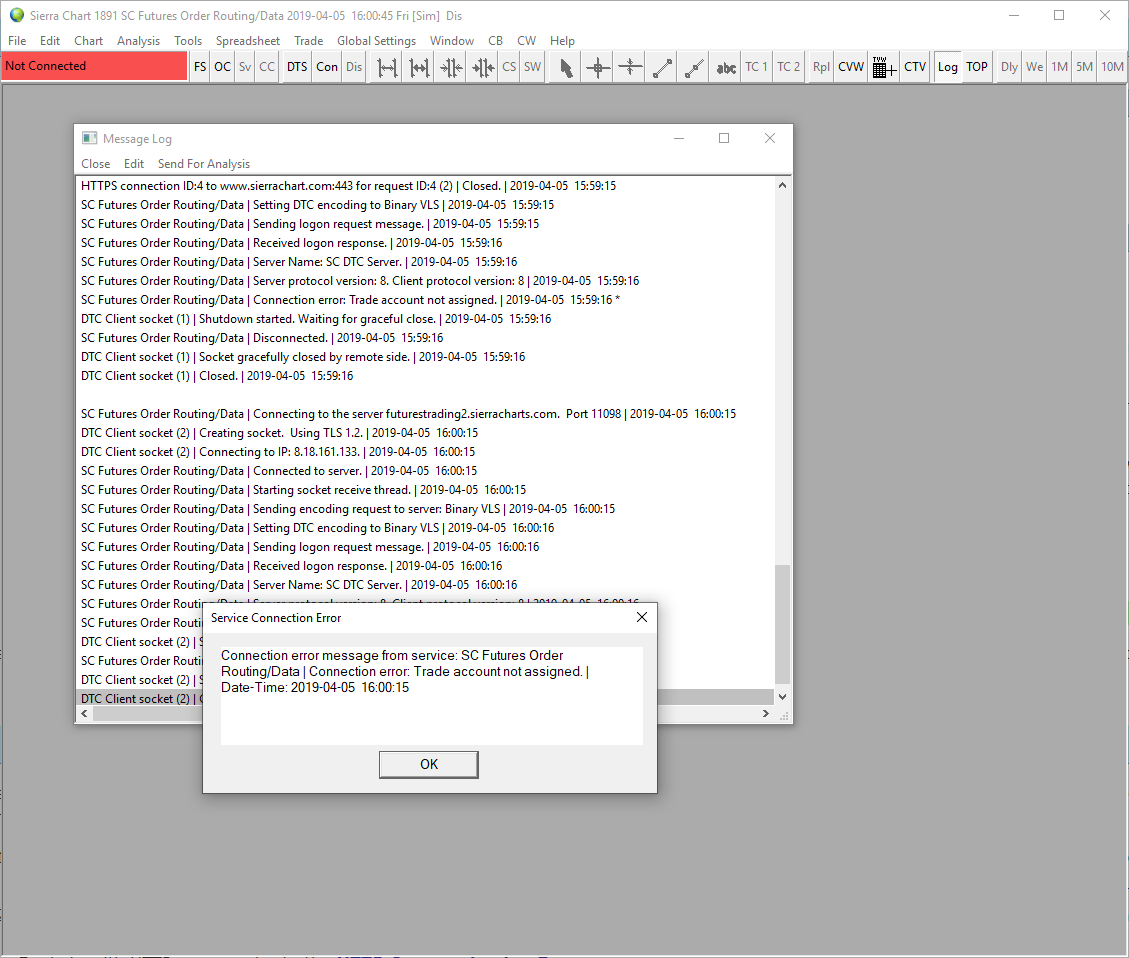 Sierra Chart 1891 SC Futures Order Routing/Data 2019-04-05  16:00:45 Fri [Sim]  Dis
File Edit Chart Analysis Tools Spreadsheet Trade Global Settings Window CB CW Help
Not Connected FS OC Sv CC DTS Con Dis CS SW abc TC 1 TC 2 Rpl CVW TVW CTV Log TOP Dly We 1M 5M 10M
Message Log
Close Edit Send For Analysis
HTTPS connection ID:4 to www.sierrachart.com:443 for request ID:4 (2) | Closed. | 2019-04-05  15:59:15
SC Futures Order Routing/Data | Setting DTC encoding to Binary VLS | 2019-04-05  15:59:15
SC Futures Order Routing/Data | Sending logon request message. | 2019-04-05  15:59:15
SC Futures Order Routing/Data | Received logon response. | 2019-04-05  15:59:16
SC Futures Order Routing/Data | Server Name: SC DTC Server. | 2019-04-05  15:59:16
SC Futures Order Routing/Data | Server protocol version: 8. Client protocol version: 8 | 2019-04-05  15:59:16
SC Futures Order Routing/Data | Connection error: Trade account not assigned. | 2019-04-05  15:59:16 *
DTC Client socket (1) | Shutdown started. Waiting for graceful close. | 2019-04-05  15:59:16
SC Futures Order Routing/Data | Disconnected. | 2019-04-05  15:59:16
DTC Client socket (1) | Socket gracefully closed by remote side. | 2019-04-05  15:59:16
DTC Client socket (1) | Closed. | 2019-04-05  15:59:16
SC Futures Order Routing/Data | Connecting to the server futurestrading2.sierracharts.com.  Port 11098 | 2019-04-05  16:00:15
DTC Client socket (2) | Creating socket.  Using TLS 1.2. | 2019-04-05  16:00:15
DTC Client socket (2) | Connecting to IP: 8.18.161.133. | 2019-04-05  16:00:15
SC Futures Order Routing/Data | Connected to server. | 2019-04-05  16:00:15
SC Futures Order Routing/Data | Starting socket receive thread. | 2019-04-05  16:00:15
SC Futures Order Routing/Data | Sending encoding request to server: Binary VLS | 2019-04-05  16:00:15
SC Futures Order Routing/Data | Setting DTC encoding to Binary VLS | 2019-04-05  16:00:16
SC Futures Order Routing/Data | Sending logon request message. | 2019-04-05  16:00:16
SC Futures Order Routing/Data | Received logon response. | 2019-04-05  16:00:16
SC Futures Order Routing/Data | Server Name: SC DTC Server. | 2019-04-05  16:00:16
SC Futures Order
SC Futures Order
DTC Client socket (2) |
SC Futures Order
DTC Client socket (2) |
DTC Client socket (2) |
Service Connection Error
Connection error message from service: SC Futures Order
Routing/Data | Connection error: Trade account not assigned. |
Date-Time: 2019-04-05  16:00:15
OK